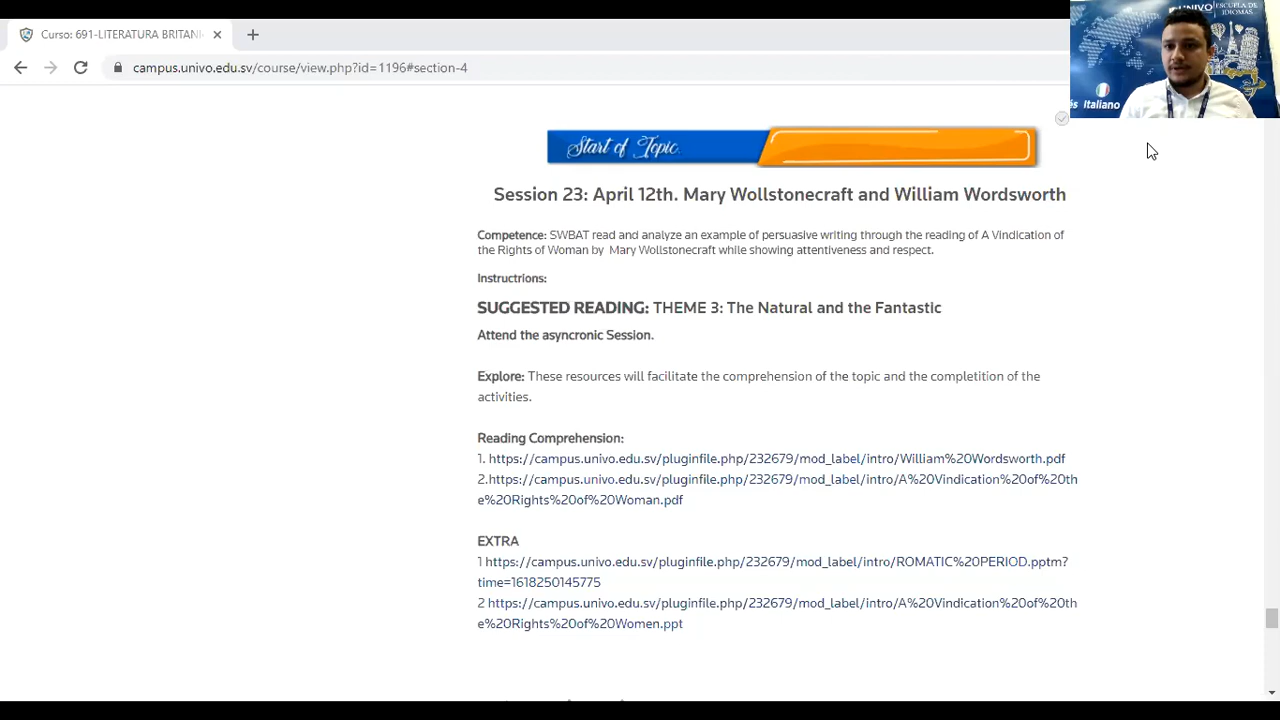 Curso: 691-LITERATURA BRITANI
campus.univo.edu.sv/course/view.php?id=1196#section-4
UNIVO
ESCUELA DE
IDIOMAS
és Italiano
Start of Topic
Session 23: April 12th. Mary Wollstonecraft and William Wordsworth
Competence: SWBAT read and analyze an example of persuasive writing through the reading of A Vindication of
the Rights of Woman by Mary Wollstonecraft while showing attentiveness and respect.
Instructrions:
SUGGESTED READING: THEME 3: The Natural and the Fantastic
Attend the asyncronic Session.
Explore: These resources will facilitate the comprehension of the topic and the completition of the
activities.
Reading Comprehension:
1. https://campus.univo.edu.sv/pluginfile.php/232679/mod_label/intro/William%20Wordsworth.pdf
2.https://campus.univo.edu.sv/pluginfile.php/232679/mod_label/intro/A%20Vindication%20of%20th
e%20Rights%20of%20Woman.pdf
EXTRA
1 https://campus.univo.edu.sv/pluginfile.php/232679/mod_label/intro/ROMATIC%20PERIOD.pptm?
time=1618250145775
2 https://campus.univo.edu.sv/pluginfile.php/232679/mod_label/intro/A%20Vindication%20of%20th
e%20Rights%20of%20Women.ppt